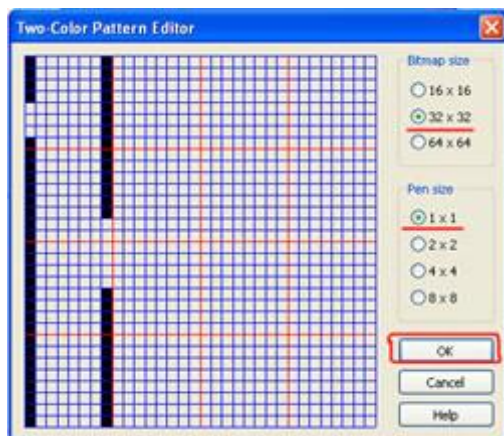 Two-Color Pattern Editor
Bitmap size
16 x 16
32 x 32
64 x 64
Pen size
1 x 1
2 x 2
4 x 4
8 x 8
OK
Cancel
Help